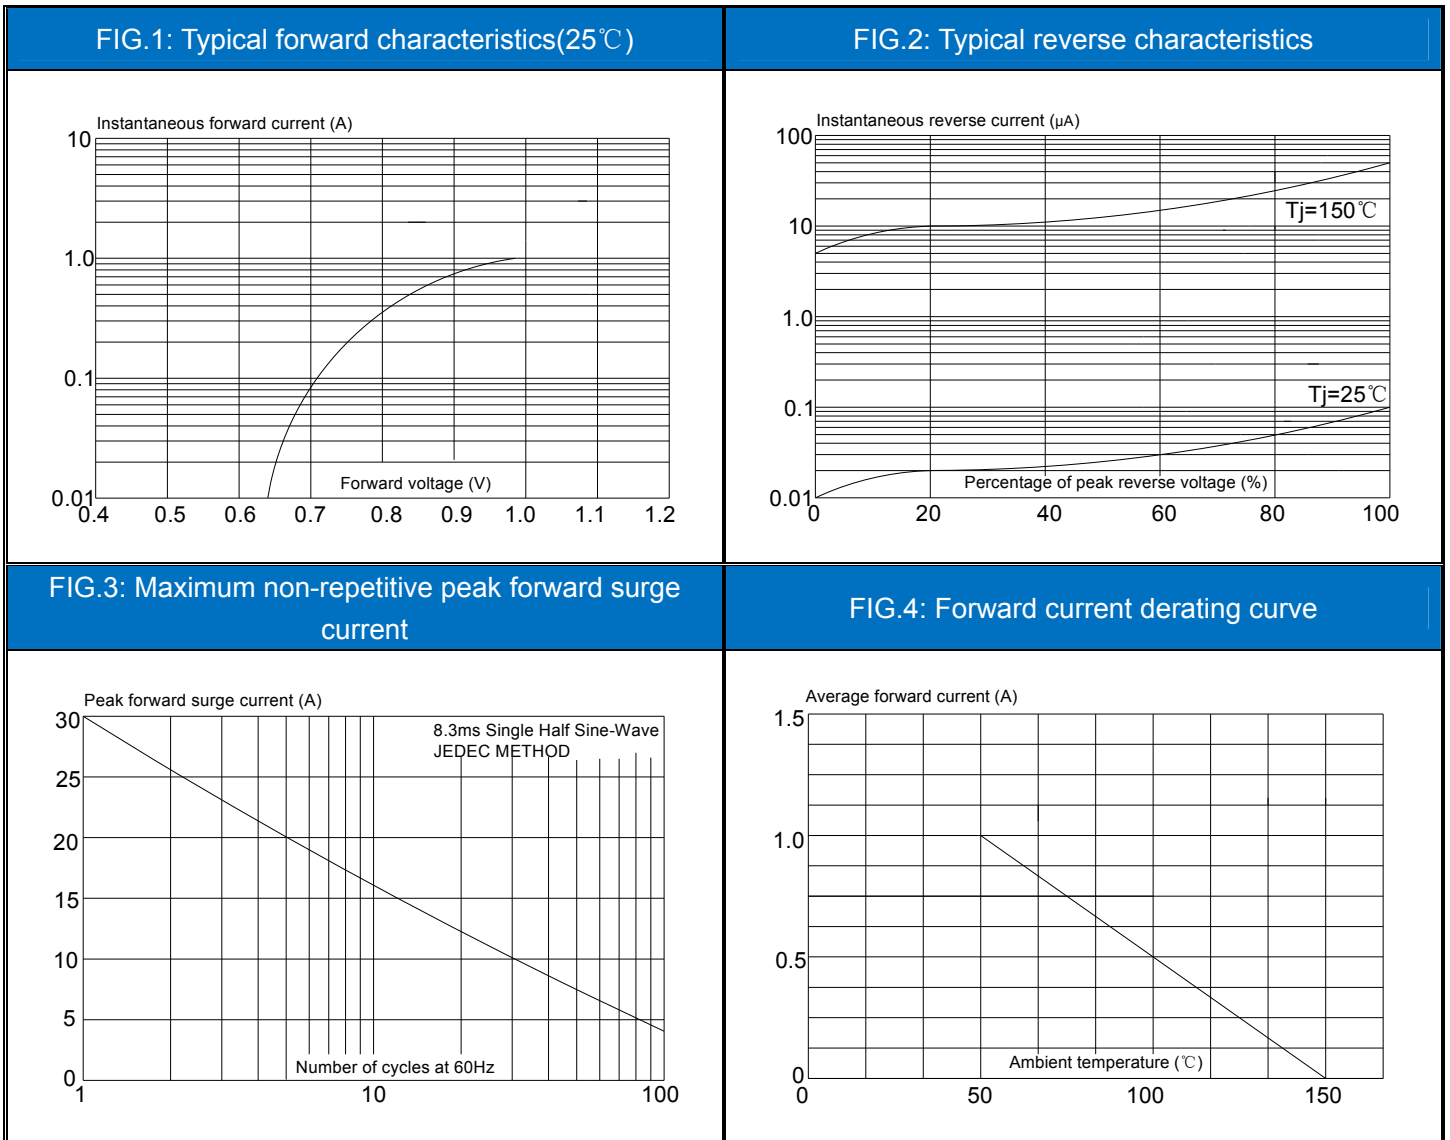 FIG.1: Typical forward characteristics(25℃)
Instantaneous forward current (A)
10
1.0
0.1
0.01
Forward voltage (V)
0.4 0.5 0.6 0.7 0.8 0.9 1.0 1.1 1.2
FIG.2: Typical reverse characteristics
Instantaneous reverse current (μA)
100
Tj=150℃
10
1.0
Tj=25℃
0.1
0.01
Percentage of peak reverse voltage (%)
0 20 40 60 80 100
FIG.3: Maximum non-repetitive peak forward surge
current
Peak forward surge current (A)
30
8.3ms Single Half Sine-Wave
JEDEC METHOD
25
20
15
10
5
0
Number of cycles at 60Hz
1 10 100
FIG.4: Forward current derating curve
Average forward current (A)
1.5
1.0
0.5
0
Ambient temperature (℃)
0 50 100 150